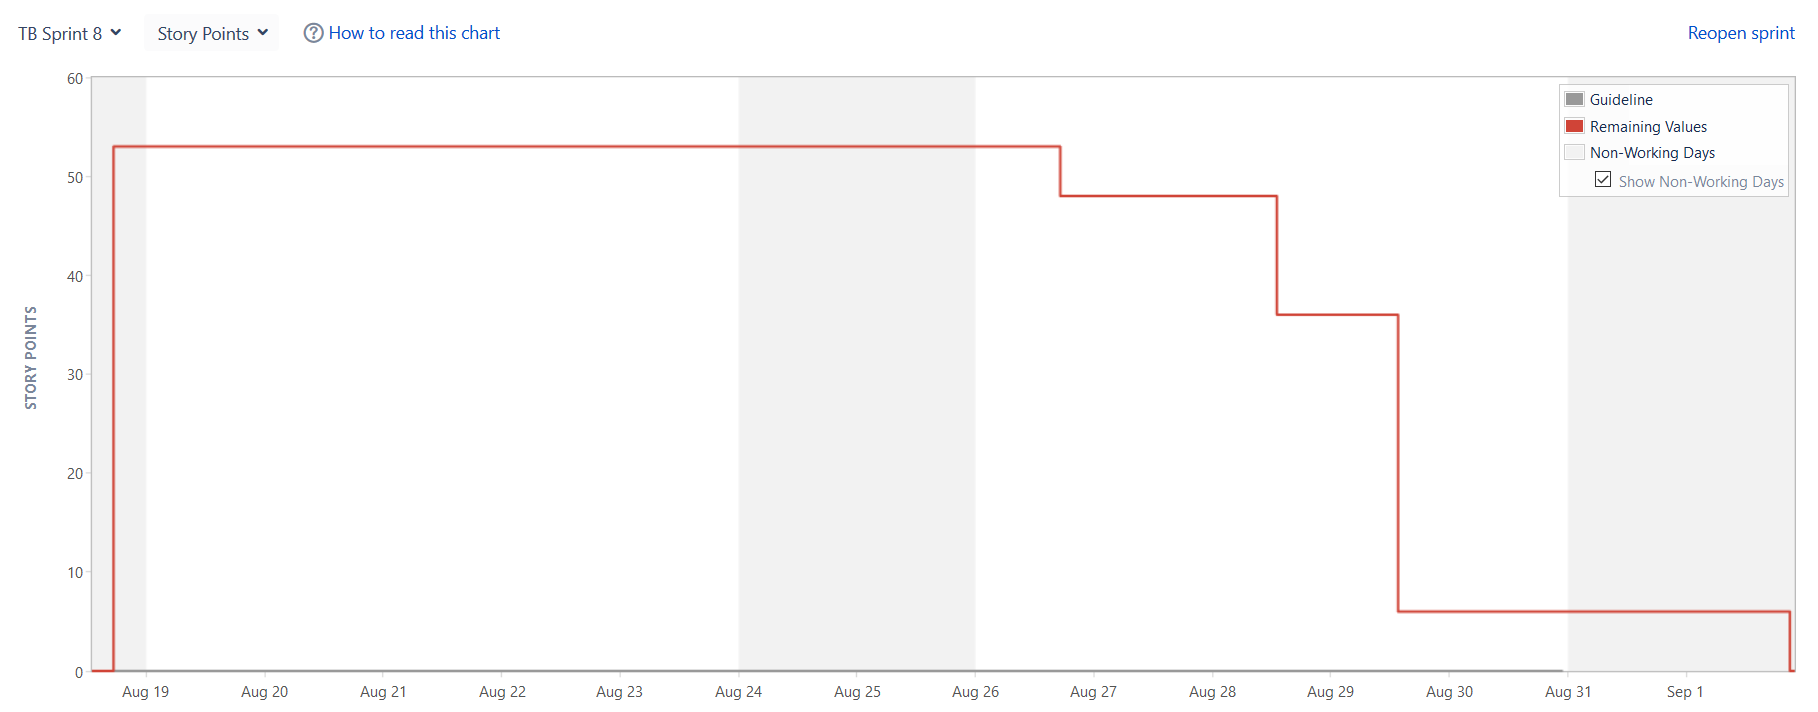 TB Sprint 8
Story Points
How to read this chart
Reopen sprint
60
50
40
30
20
10
0
STORY POINTS
Guideline
Remaining Values
Non-Working Days
Show Non-Working Days
Aug 19
Aug 20
Aug 21
Aug 22
Aug 23
Aug 24
Aug 25
Aug 26
Aug 27
Aug 28
Aug 29
Aug 30
Aug 31
Sep 1